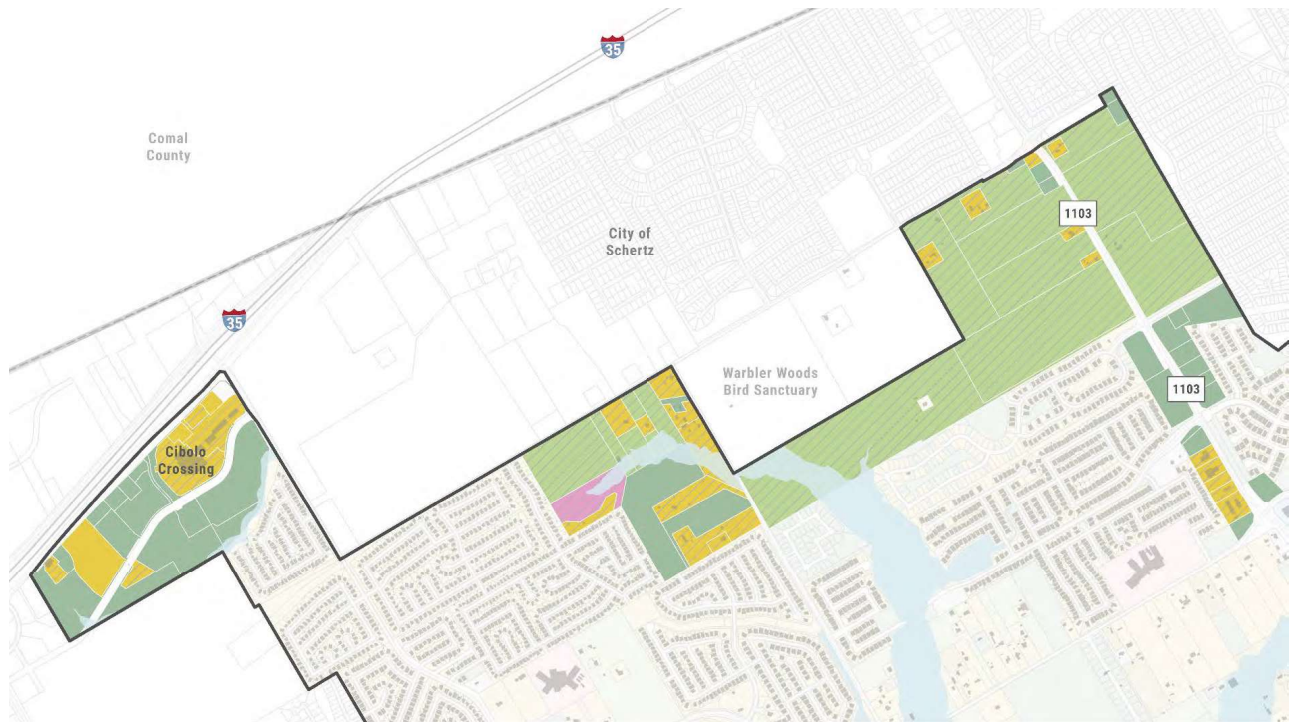 35
Comal
County
1103
City of
Schertz
35
Warbler Woods
Bird Sanctuary
1103
Cibolo
Crossing